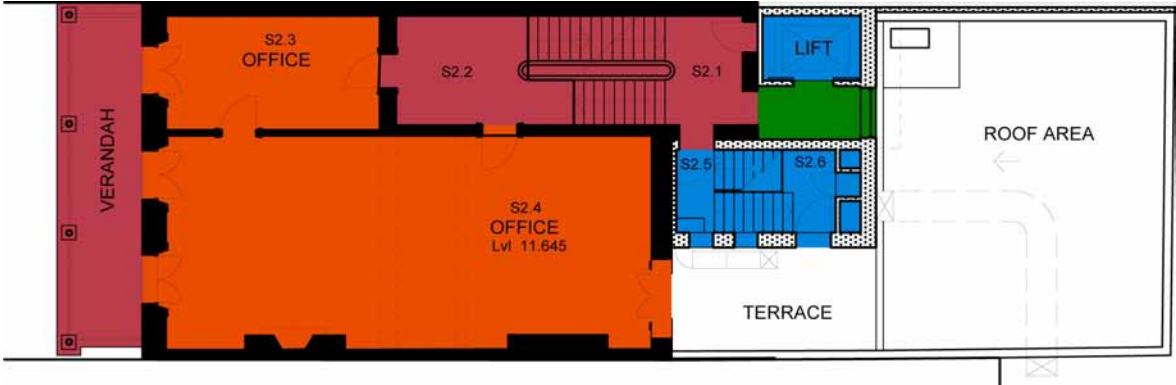 S2.3
OFFICE
S2.2
S2.1
LIFT
ROOF AREA
VERANDAH
S2.5
S2.6
S2.4
OFFICE
Lvl 11.645
TERRACE